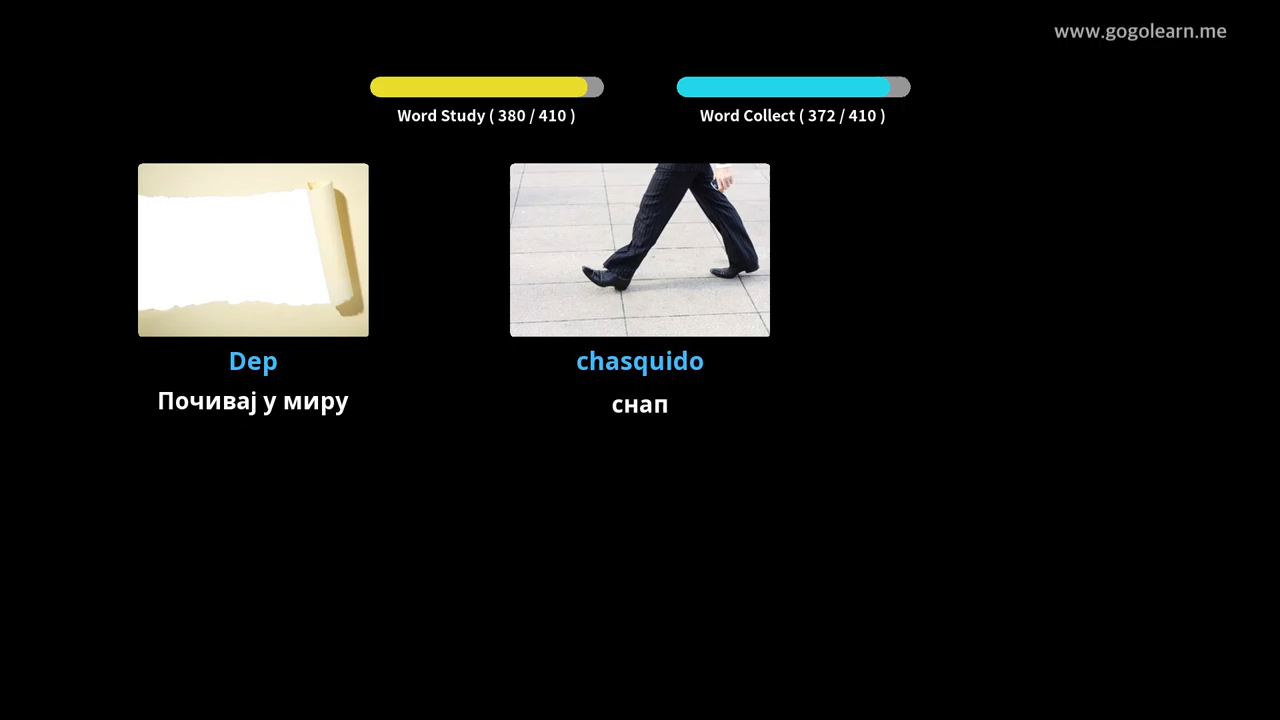 www.gogolearn.me
Word Study ( 380 / 410 )
Word Collect ( 372 / 410 )
Dep
Почивај у миру
chasquido
снап